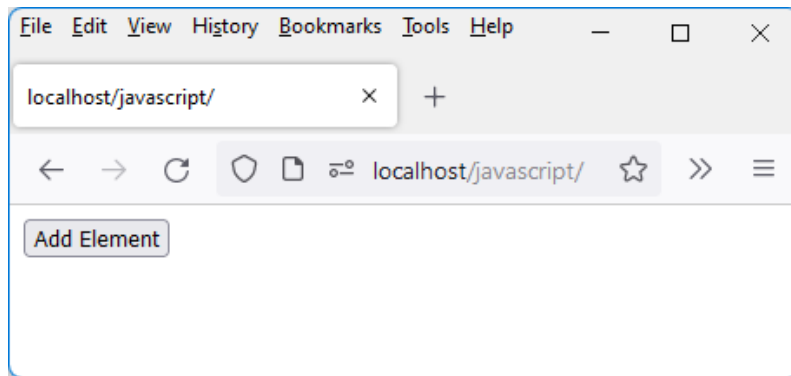 File Edit View History Bookmarks Tools Help
localhost/javascript/
localhost/javascript/
Add Element